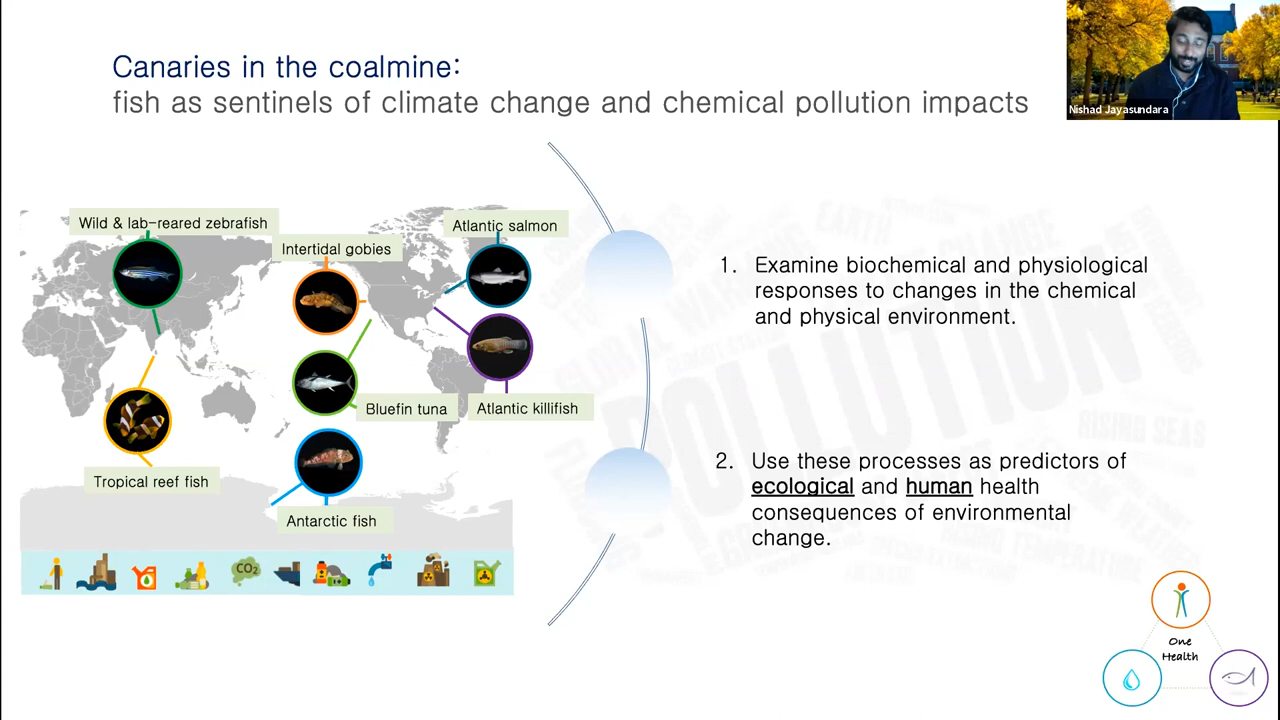 Canaries in the coalmine:
fish as sentinels of climate change and chemical pollution impacts
Nishad Jayasundara
Wild & lab-reared zebrafish
Intertidal gobies
Atlantic salmon
Bluefin tuna
Atlantic killifish
Tropical reef fish
Antarctic fish
CO2
1. Examine biochemical and physiological
responses to changes in the chemical
and physical environment.
2. Use these processes as predictors of
ecological and human health
consequences of environmental
change.
POLLUTION
RISING SEAS
One
Health